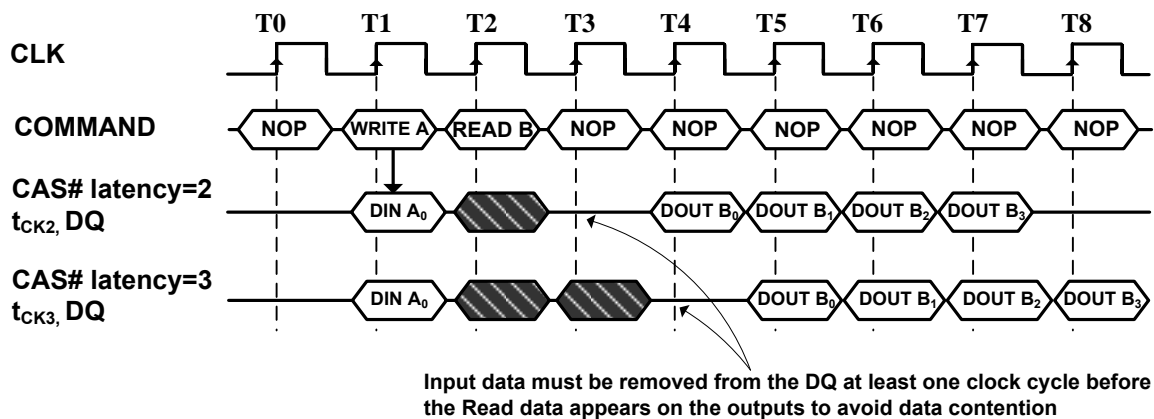 T0 T1 T2 T3 T4 T5 T6 T7 T8
CLK
COMMAND NOP WRITE A READ B NOP NOP NOP NOP NOP NOP
CAS# latency=2
tCK2, DQ DIN A0 DOUT B0 DOUT B1 DOUT B2 DOUT B3
CAS# latency=3
tCK3, DQ DIN A0 DOUT B0 DOUT B1 DOUT B2 DOUT B3
Input data must be removed from the DQ at least one clock cycle before
the Read data appears on the outputs to avoid data contention